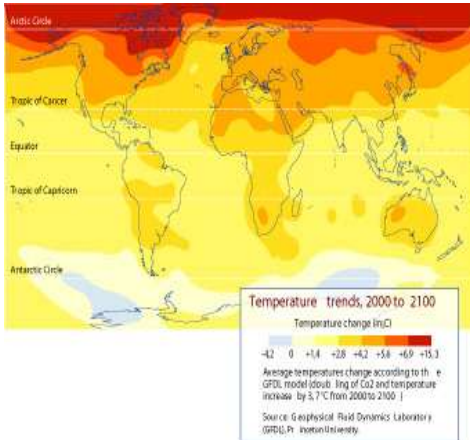 Arctic Circle
Tropic of Cancer
Equator
Tropic of Capricorn
Antarctic Circle
Temperature trends, 2000 to 2100
Temperature change (in,C)
-4,2 0 +1,4 +2,8 +4,2 +5,6 +6,9 +15,3
Average temperatures change according to th e
GFDL model (doub ling of Co2 and temperature
increase by 3, 7°C from 2000 to 2100 )
Source: G eophysical Fluid Dynamics Laboratory
(GFDL), Pr inceton University.